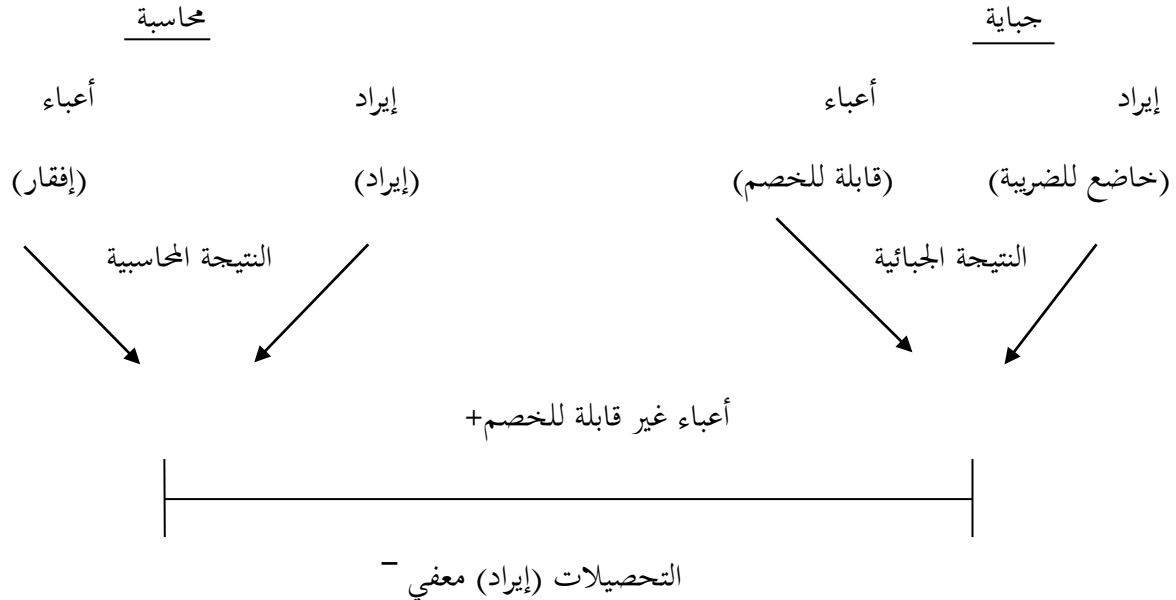 جباية محاسبة
إيراد أعباء إيراد أعباء
(خاضع للضريبة) (قابلة للخصم) (إيراد) (إفقار)
النتيجة الجبائية النتيجة المحاسبية
أعباء غير قابلة للخصم+
التحصيلات (إيراد) معفي –